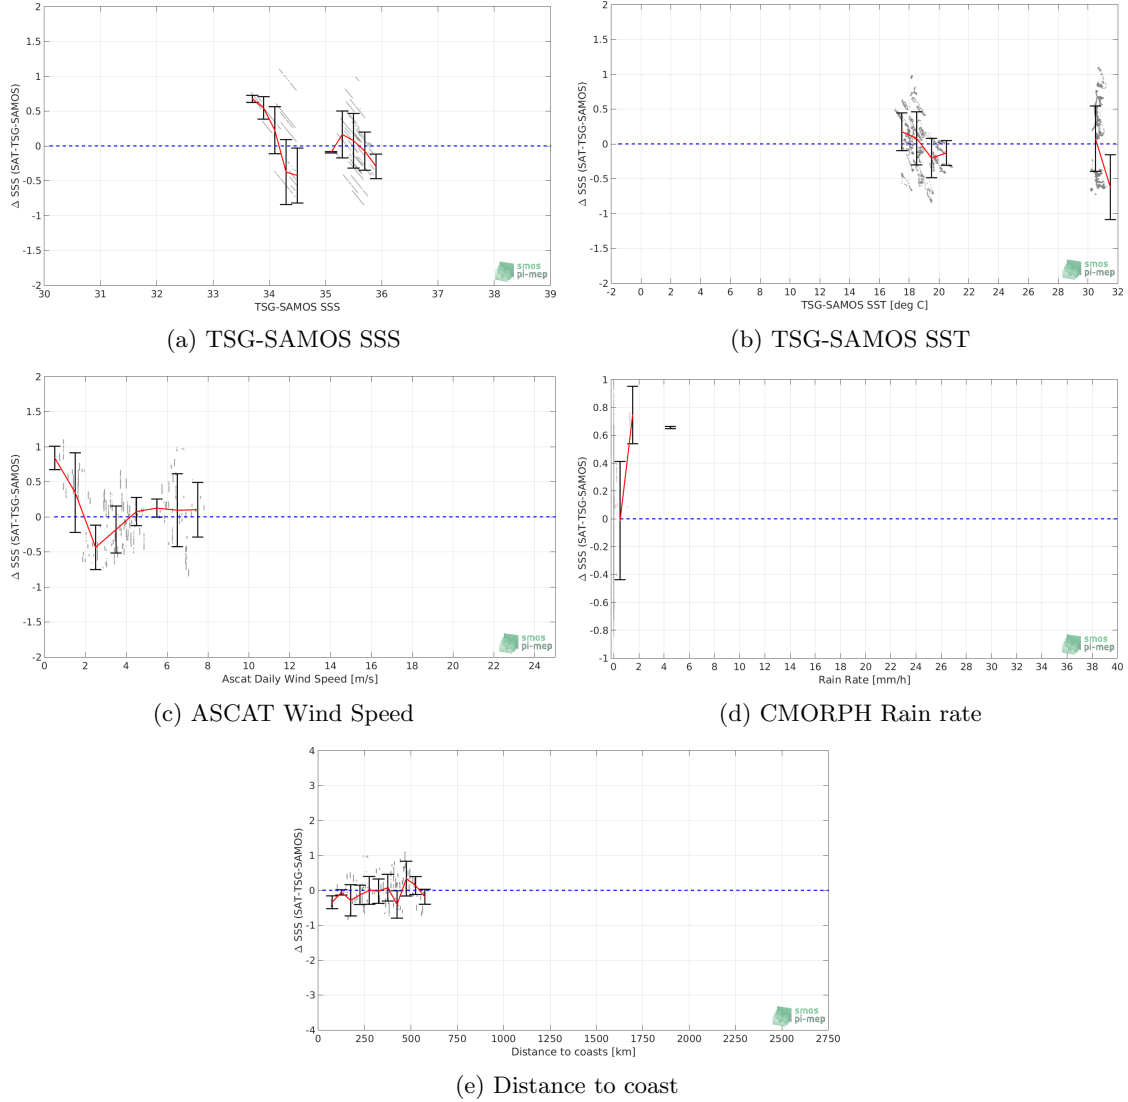 2
1.5
1
0.5
0
-0.5
-1
-1.5
-2
Δ SSS (SAT-TSG-SAMOS)
30 31 32 33 34 35 36 37 38 39
TSG-SAMOS SSS
smos
pi-mep
(a) TSG-SAMOS SSS
2
1.5
1
0.5
0
-0.5
-1
-1.5
-2
Δ SSS (SAT-TSG-SAMOS)
-2 0 2 4 6 8 10 12 14 16 18 20 22 24 26 28 30 32
TSG-SAMOS SST [deg C]
smos
pi-mep
(b) TSG-SAMOS SST
2
1.5
1
0.5
0
-0.5
-1
-1.5
-2
Δ SSS (SAT-TSG-SAMOS)
0 2 4 6 8 10 12 14 16 18 20 22 24
Ascat Daily Wind Speed [m/s]
smos
pi-mep
(c) ASCAT Wind Speed
1
0.8
0.6
0.4
0.2
0
-0.2
-0.4
-0.6
-0.8
-1
Δ SSS (SAT-TSG-SAMOS)
0 2 4 6 8 10 12 14 16 18 20 22 24 26 28 30 32 34 36 38 40
Rain Rate [mm/h]
smos
pi-mep
(d) CMORPH Rain rate
4
3
2
1
0
-1
-2
-3
-4
Δ SSS (SAT-TSG-SAMOS)
0 250 500 750 1000 1250 1500 1750 2000 2250 2500 2750
Distance to coasts [km]
smos
pi-mep
(e) Distance to coast